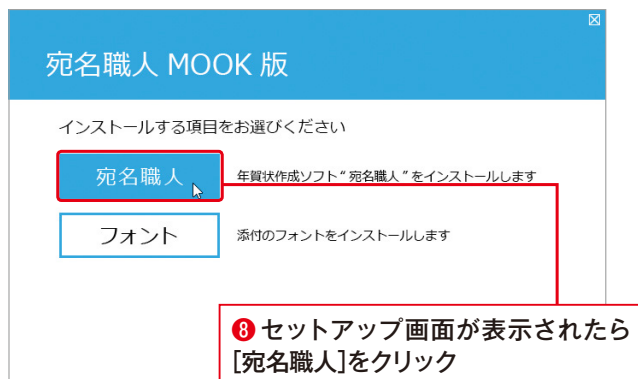 宛名職人 MOOK 版
インストールする項目をお選びください
宛名職人
年賀状作成ソフト“宛名職人”をインストールします
フォント
添付のフォントをインストールします
❽セットアップ画面が表示されたら
[宛名職人]をクリック